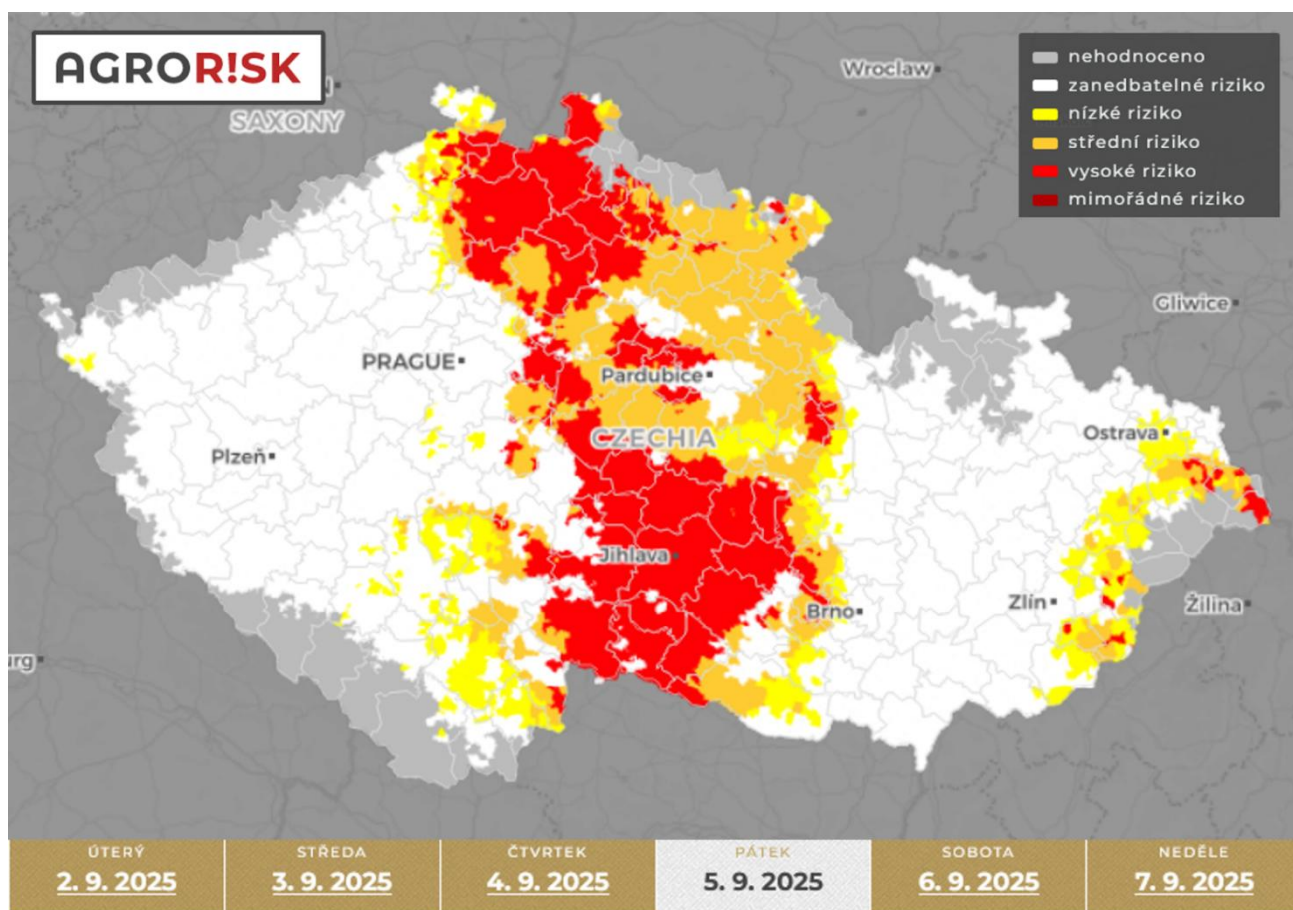 AGROR!SK
SAXONY
Wroclaw
nehodnoceno
zanedbatelné riziko
nízké riziko
střední riziko
vysoké riziko
mimořádné riziko
Gliwice
PRAGUE
Pardubice
CZECHIA
Ostrava
Plzeň
Jihlava
Brno
Zlín
Žilina
urg
ÚTERÝ
2. 9. 2025
STŘEDA
3. 9. 2025
ČTVRTEK
4. 9. 2025
PÁTEK
5. 9. 2025
SOBOTA
6. 9. 2025
NEDĚLE
7. 9. 2025